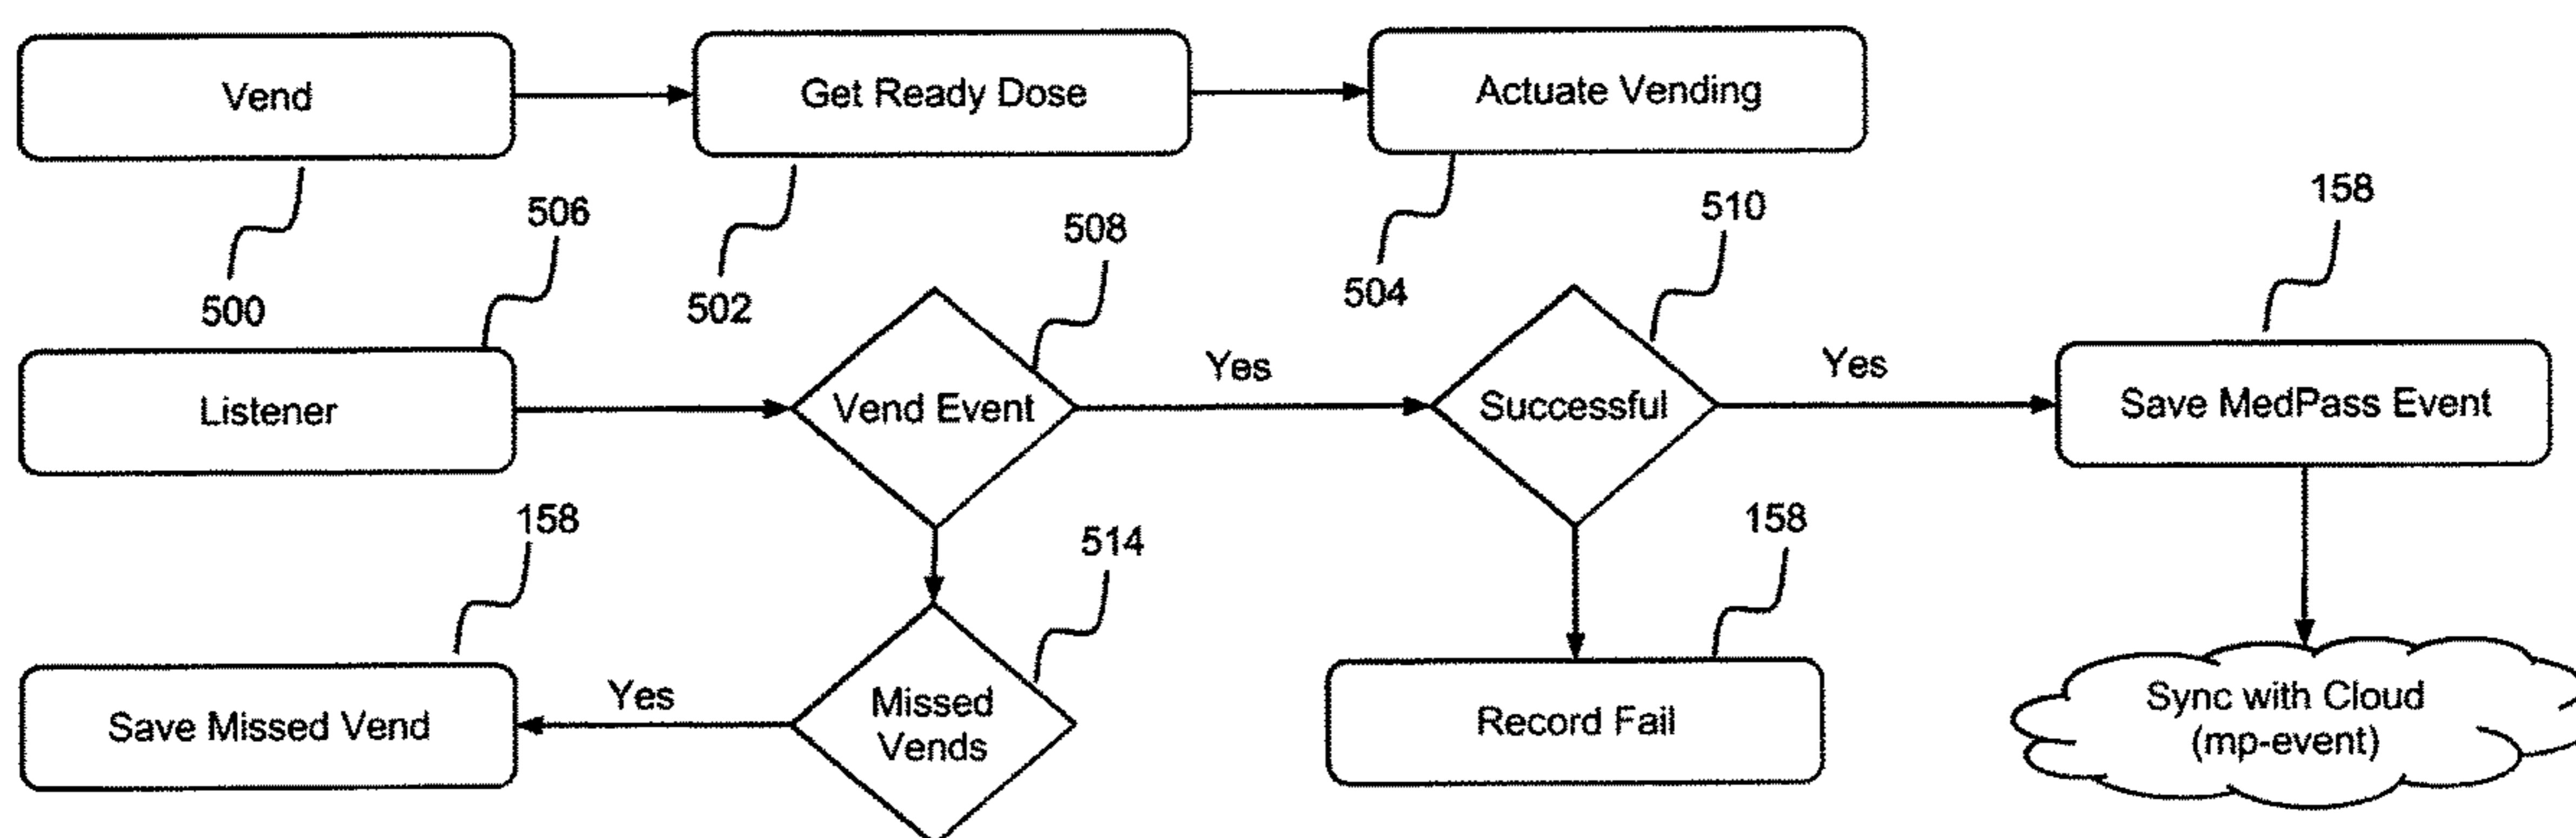 Vend
Get Ready Dose
Actuate Vending
500
506
502
508
504
510
158
Listener
Vend Event
Yes
Successful
Yes
Save MedPass Event
158
514
158
Save Missed Vend
Yes
Missed
Vends
Record Fail
Sync with Cloud
(mp-event)